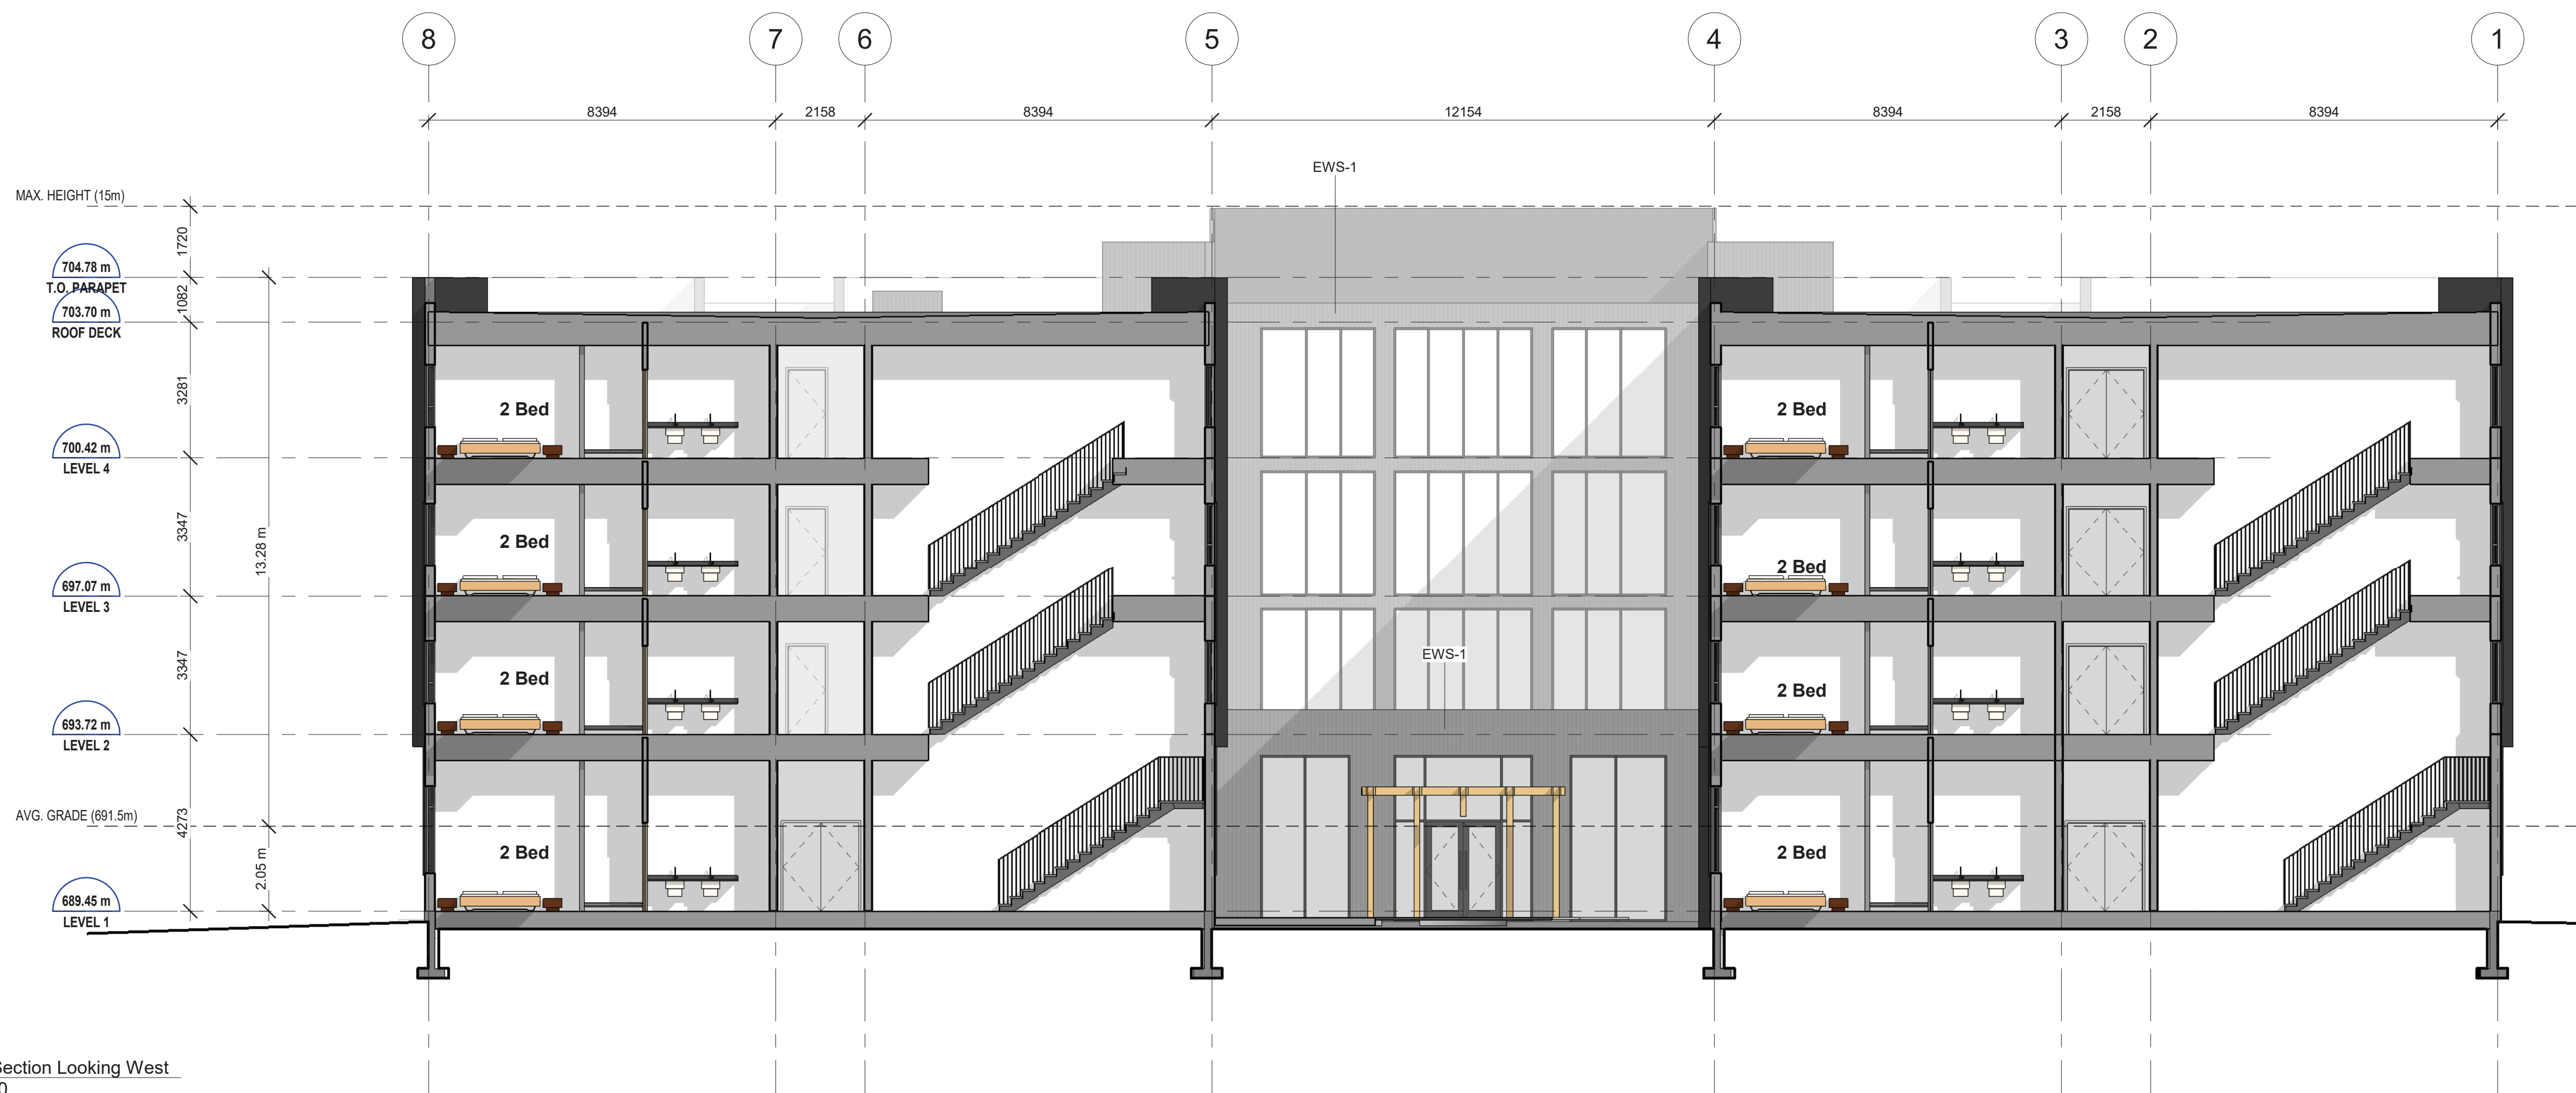 8 7 6 5 4 3 2 1
8394 2158 8394 12154 8394 2158 8394
EWS-1
MAX. HEIGHT (15m)
1720
704.78 m
T.O. PARAPET
1082
703.70 m
ROOF DECK
3281
2 Bed 2 Bed
700.42 m
LEVEL 4
3347
13.28 m
2 Bed 2 Bed
697.07 m
LEVEL 3
3347
EWS-1
2 Bed 2 Bed
693.72 m
LEVEL 2
AVG. GRADE (691.5m)
4273
2 Bed 2 Bed
2.05 m
689.45 m
LEVEL 1
Section Looking West